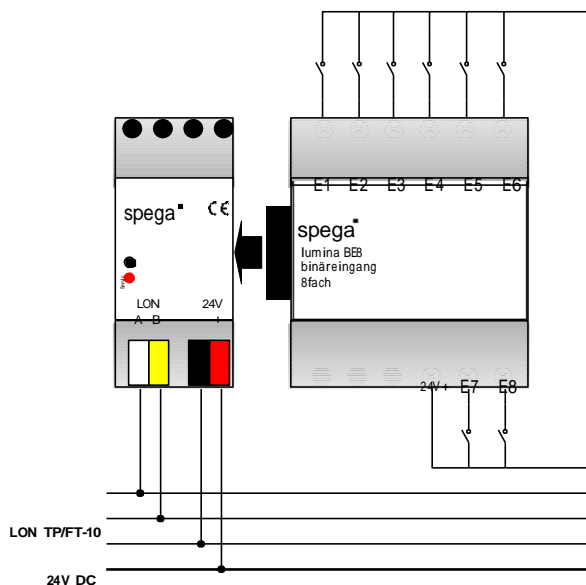 E1 E2 E3 E4 E5 E6
spega
CE
LON 24V
A B +
spega
lumina BE8
binäreingang
8fach
24V + E7 E8
LON TP/FT-10
24V DC